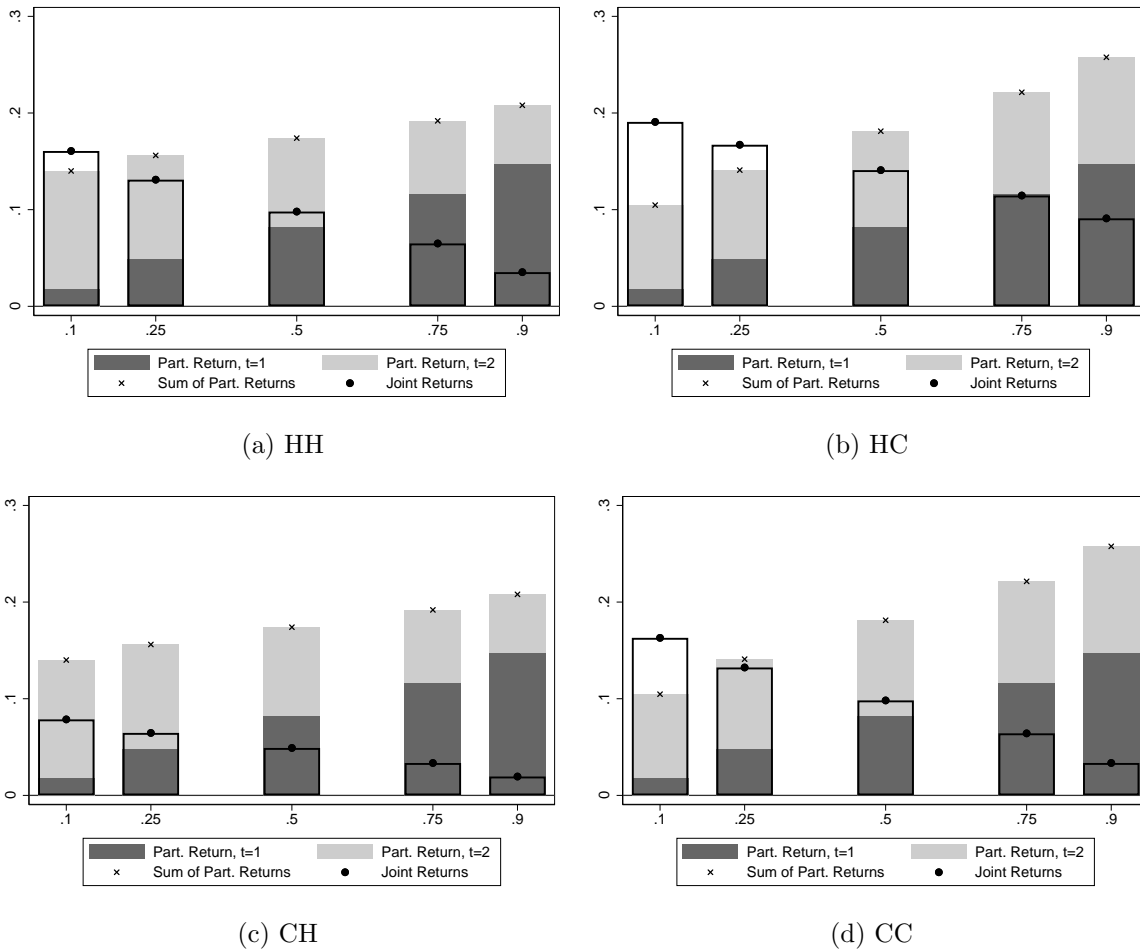 .3
.2
.1
0
.1 .25 .5 .75 .9
Part. Return, t=1 Part. Return, t=2
Sum of Part. Returns Joint Returns
(a) HH
.3
.2
.1
0
.1 .25 .5 .75 .9
Part. Return, t=1 Part. Return, t=2
Sum of Part. Returns Joint Returns
(b) HC
.3
.2
.1
0
.1 .25 .5 .75 .9
Part. Return, t=1 Part. Return, t=2
Sum of Part. Returns Joint Returns
(c) CH
.3
.2
.1
0
.1 .25 .5 .75 .9
Part. Return, t=1 Part. Return, t=2
Sum of Part. Returns Joint Returns
(d) CC